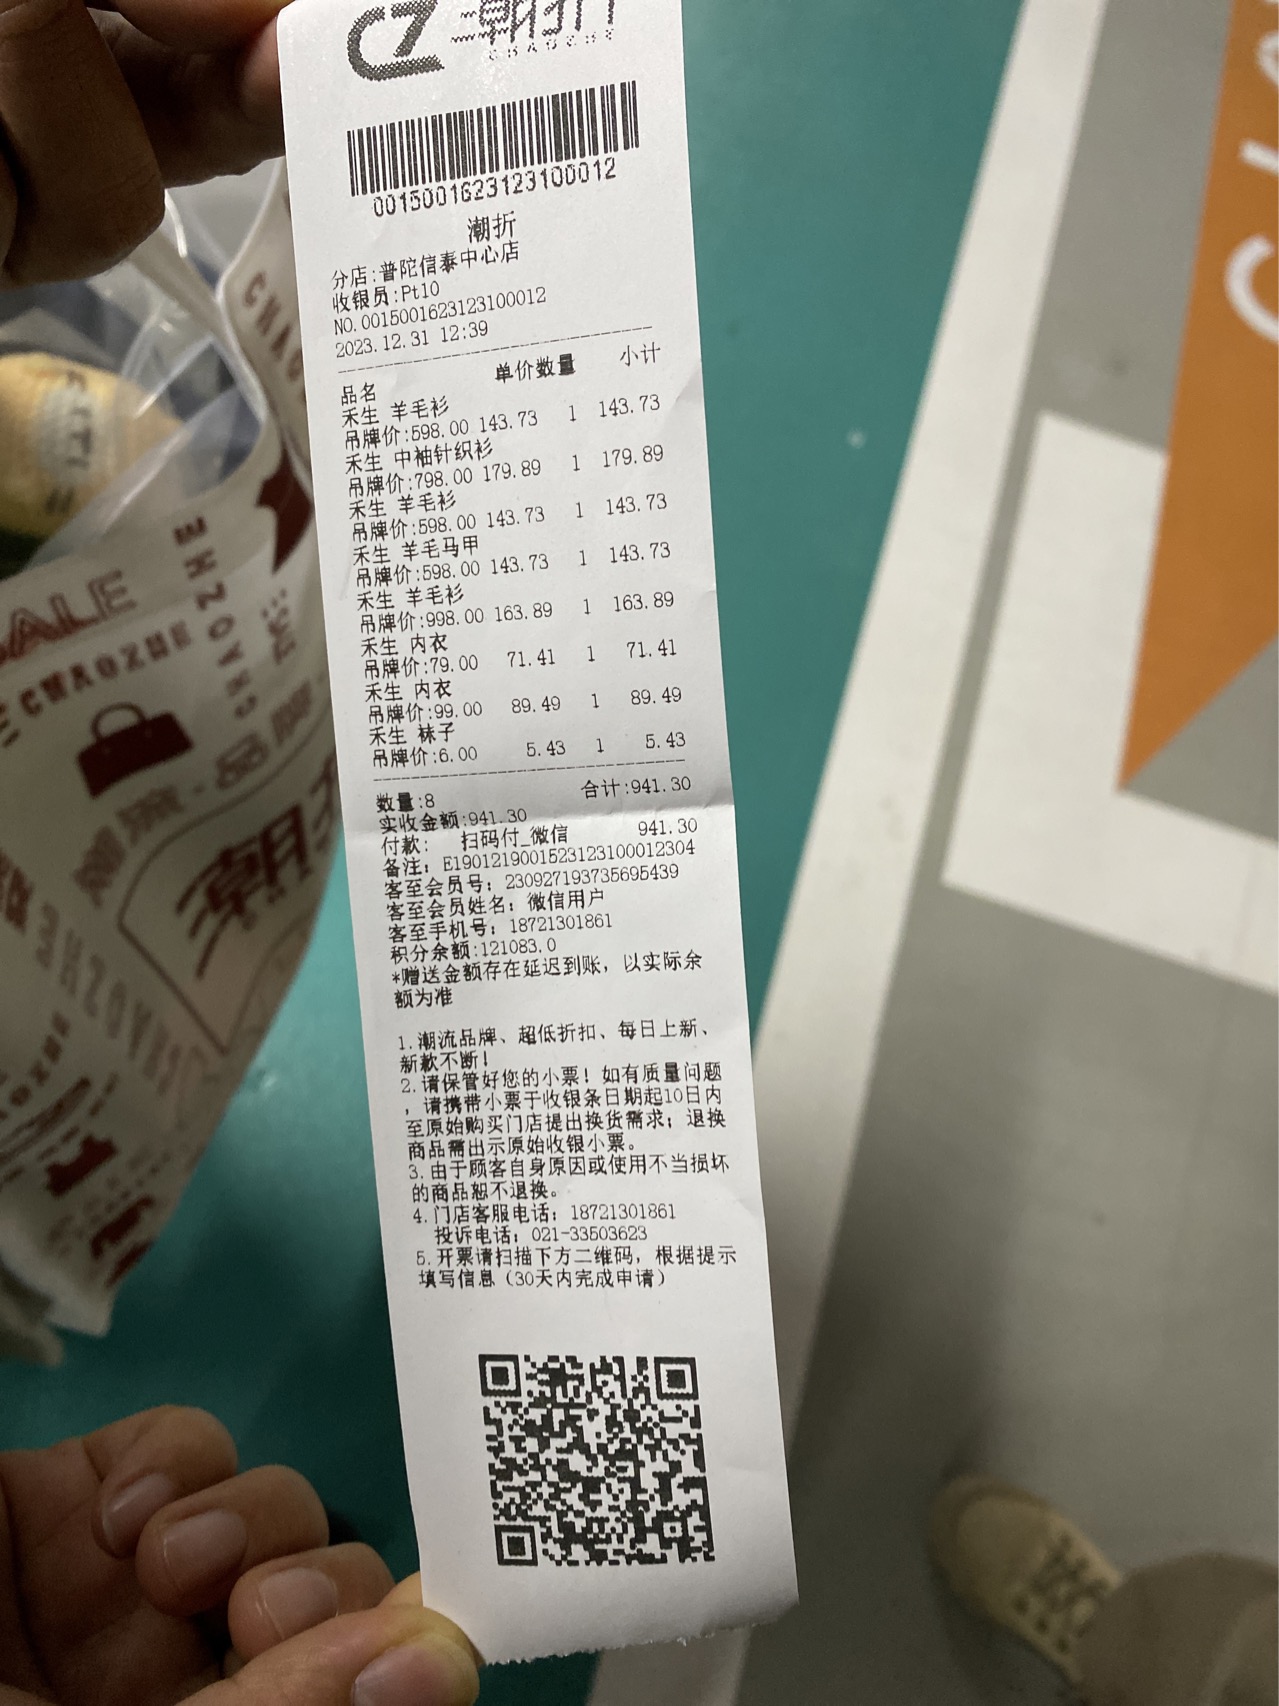 CZ 潮折
CHAOZHE
0015001623123100012
潮折
分店:普陀信泰中心店
收银员:Pt10
NO.0015001623123100012
2023.12.31 12:39
品名 单价数量 小计
禾生 羊毛衫
吊牌价:598.00 143.73 1 143.73
禾生 中袖针织衫
吊牌价:798.00 179.89 1 179.89
禾生 羊毛衫
吊牌价:598.00 143.73 1 143.73
禾生 羊毛马甲
吊牌价:598.00 143.73 1 143.73
禾生 羊毛衫
吊牌价:998.00 163.89 1 163.89
禾生 内衣
吊牌价:79.00 71.41 1 71.41
禾生 内衣
吊牌价:99.00 89.49 1 89.49
禾生 袜子
吊牌价:6.00 5.43 1 5.43
数量:8 合计:941.30
实收金额:941.30
付款: 扫码付_微信 941.30
备注: E1901219001523123100012304
客至会员号: 230927193735695439
客至会员姓名: 微信用户
客至手机号: 18721301861
积分余额:121083.0
*赠送金额存在延迟到账，以实际余
额为准
1.潮流品牌、超低折扣、每日上新、
新款不断！
2.请保管好您的小票！如有质量问题
，请携带小票于收银条日期起10日内
至原始购买门店提出换货需求；退换
商品需出示原始收银小票。
3.由于顾客自身原因或使用不当损坏
的商品恕不退换。
4.门店客服电话: 18721301861
投诉电话: 021-33503623
5.开票请扫描下方二维码，根据提示
填写信息（30天内完成申请）
SALE
CHAOZHE
CHAOZHE
潮折